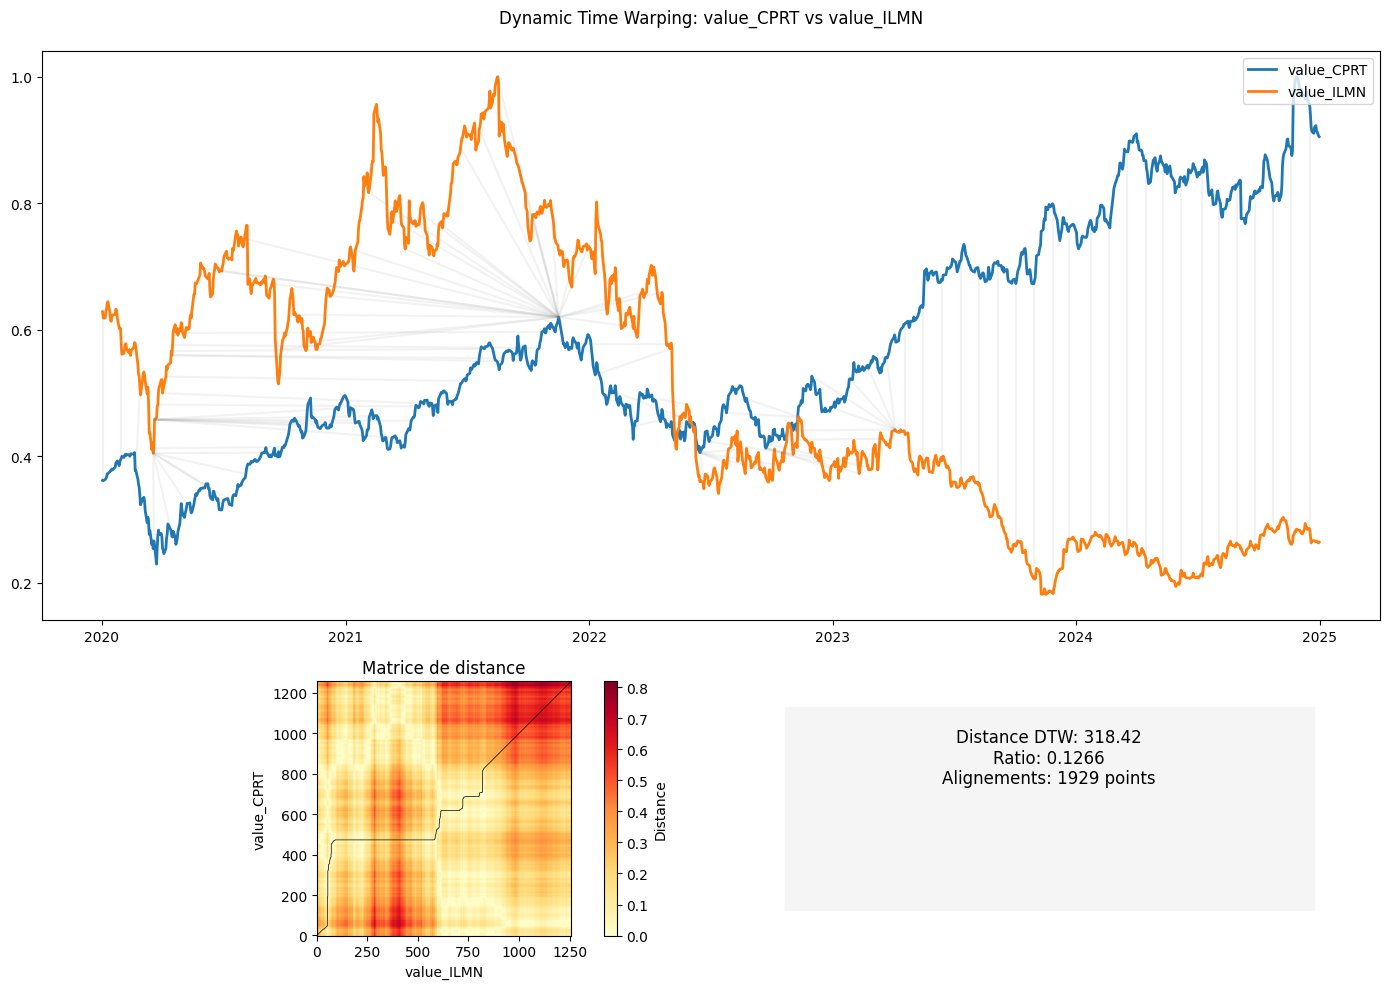 Dynamic Time Warping: value_CPRT vs value_ILMN
value_CPRT
value_ILMN
1.0
0.8
0.6
0.4
0.2
2020 2021 2022 2023 2024 2025
Matrice de distance
value_CPRT
1200
1000
800
600
400
200
0
0 250 500 750 1000 1250
value_ILMN
0.8
0.7
0.6
0.5
0.4
0.3
0.2
0.1
0.0
Distance
Distance DTW: 318.42
Ratio: 0.1266
Alignements: 1929 points